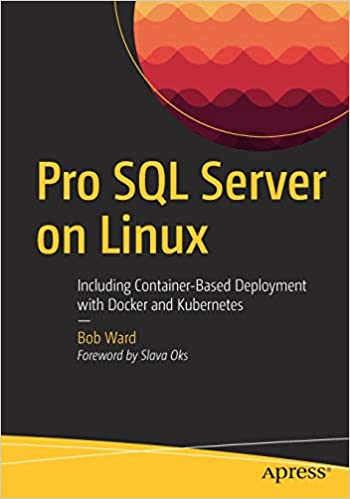 Pro SQL Server
on Linux
Including Container-Based Deployment
with Docker and Kubernetes
—
Bob Ward
Foreword by Slava Oks
Apress®